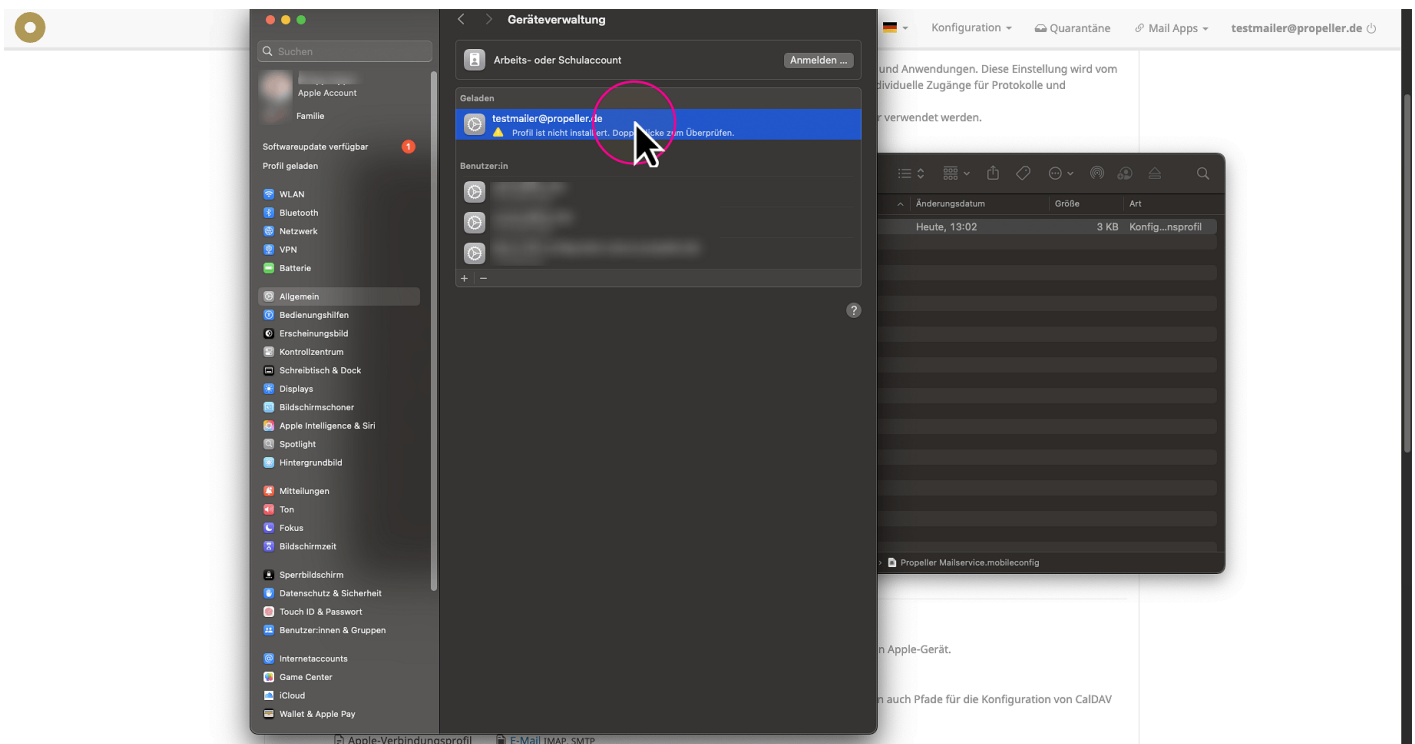 Geräteverwaltung
Suchen
Apple Account
Familie
Softwareupdate verfügbar 1
Profil geladen
WLAN
Bluetooth
Netzwerk
VPN
Batterie
Allgemein
Bedienungshilfen
Erscheinungsbild
Kontrollzentrum
Schreibtisch & Dock
Displays
Bildschirmschoner
Apple Intelligence & Siri
Spotlight
Hintergrundbild
Mitteilungen
Ton
Fokus
Bildschirmzeit
Sperrbildschirm
Datenschutz & Sicherheit
Touch ID & Passwort
Benutzer:innen & Gruppen
Internetaccounts
Game Center
iCloud
Wallet & Apple Pay
Arbeits- oder Schulaccount
Anmelden ...
Geladen
testmailer@propeller.de
Profil ist nicht installiert. Doppelklicke zum Überprüfen.
Benutzer:in
+ −
?
Konfiguration
Quarantäne
Mail Apps
testmailer@propeller.de
und Anwendungen. Diese Einstellung wird vom
dividuelle Zugänge für Protokolle und
r verwendet werden.
Änderungsdatum
Größe
Art
Heute, 13:02
3 KB
Konfig...nsprofil
Propeller Mailservice.mobileconfig
n Apple-Gerät.
n auch Pfade für die Konfiguration von CalDAV
Apple-Verbindungsprofil
E-Mail IMAP, SMTP